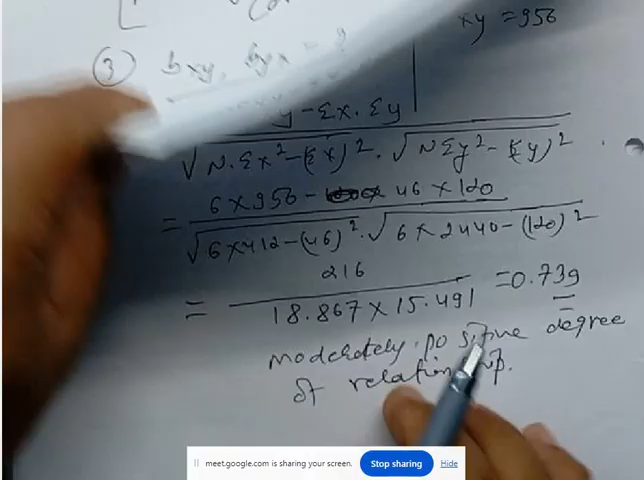 xy = 956
③ bxy, byx = ?
y - Σx. Σy
√N.Σx² - (Σx)² . √NΣy² - (Σy)²
= 6 x 956 - 46 x 120
√6x412 - (46)² . √6 x 2440 - (120)²
216
= 18.867 x 15.491 = 0.739
moderately. positive degree
of relationship.
meet.google.com is sharing your screen. Stop sharing Hide